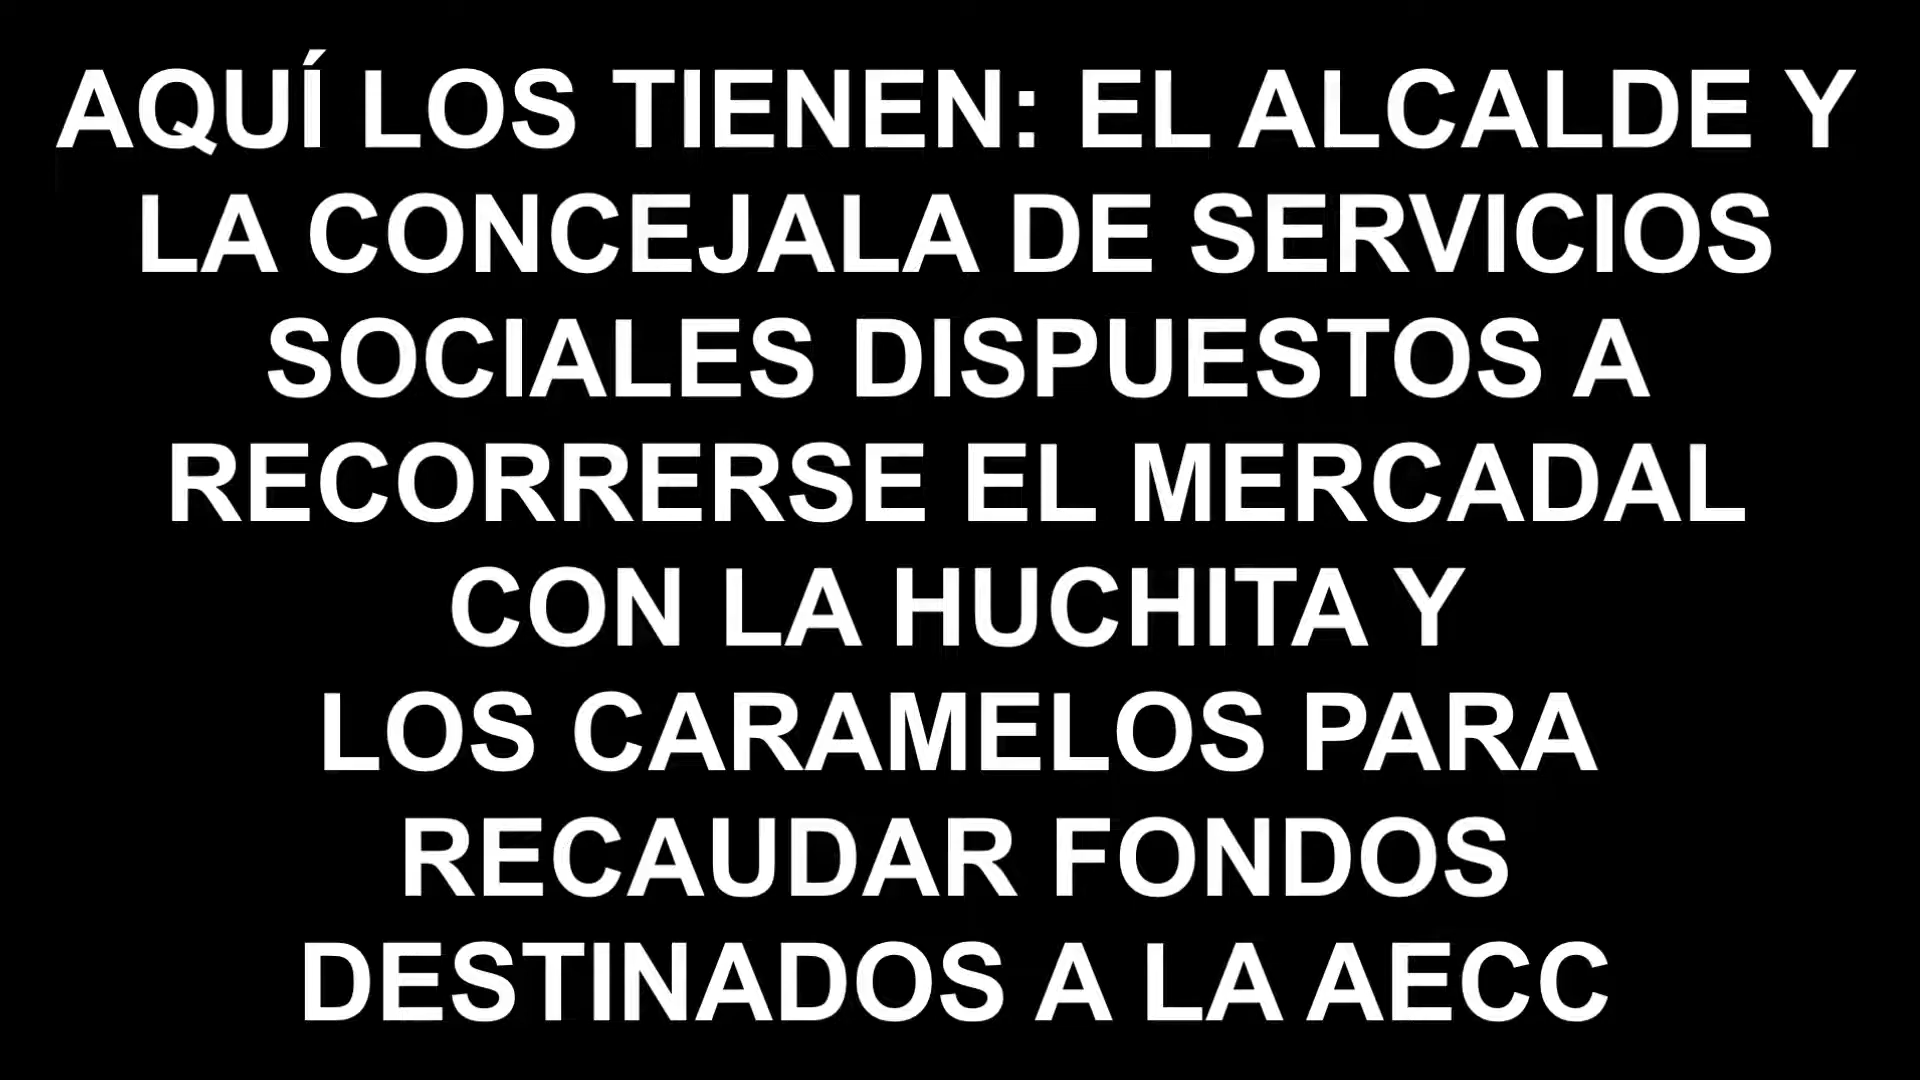 AQUÍ LOS TIENEN: EL ALCALDE Y
LA CONCEJALA DE SERVICIOS
SOCIALES DISPUESTOS A
RECORRERSE EL MERCADAL
CON LA HUCHITA Y
LOS CARAMELOS PARA
RECAUDAR FONDOS
DESTINADOS A LA AECC